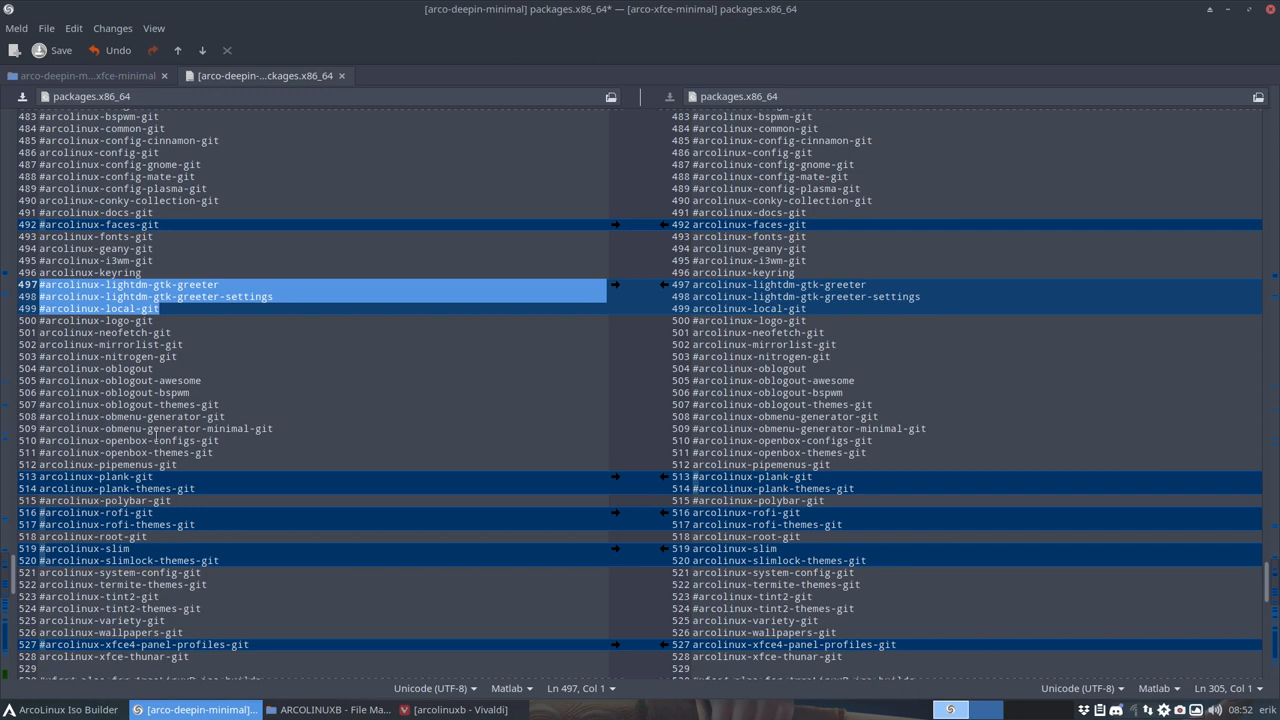 [arco-deepin-minimal] packages.x86_64* — [arco-xfce-minimal] packages.x86_64
Meld File Edit Changes View
Save Undo
arco-deepin-m...xfce-minimal [arco-deepin-...ckages.x86_64
packages.x86_64
483 #arcolinux-bspwm-git
484 #arcolinux-common-git
485 #arcolinux-config-cinnamon-git
486 #arcolinux-config-git
487 #arcolinux-config-gnome-git
488 #arcolinux-config-mate-git
489 #arcolinux-config-plasma-git
490 #arcolinux-conky-collection-git
491 #arcolinux-docs-git
492 #arcolinux-faces-git
493 #arcolinux-fonts-git
494 #arcolinux-geany-git
495 #arcolinux-i3wm-git
496 arcolinux-keyring
497 #arcolinux-lightdm-gtk-greeter
498 #arcolinux-lightdm-gtk-greeter-settings
499 #arcolinux-local-git
500 #arcolinux-logo-git
501 arcolinux-neofetch-git
502 arcolinux-mirrorlist-git
503 #arcolinux-nitrogen-git
504 #arcolinux-oblogout
505 #arcolinux-oblogout-awesome
506 #arcolinux-oblogout-bspwm
507 #arcolinux-oblogout-themes-git
508 #arcolinux-obmenu-generator-git
509 #arcolinux-obmenu-generator-minimal-git
510 #arcolinux-openbox-configs-git
511 #arcolinux-openbox-themes-git
512 arcolinux-pipemenus-git
513 arcolinux-plank-git
514 arcolinux-plank-themes-git
515 #arcolinux-polybar-git
516 #arcolinux-rofi-git
517 #arcolinux-rofi-themes-git
518 arcolinux-root-git
519 #arcolinux-slim
520 #arcolinux-slimlock-themes-git
521 #arcolinux-system-config-git
522 arcolinux-termite-themes-git
523 #arcolinux-tint2-git
524 #arcolinux-tint2-themes-git
525 arcolinux-variety-git
526 arcolinux-wallpapers-git
527 #arcolinux-xfce4-panel-profiles-git
528 arcolinux-xfce-thunar-git
529
Unicode (UTF-8) Matlab Ln 497, Col 1
packages.x86_64
483 #arcolinux-bspwm-git
484 #arcolinux-common-git
485 #arcolinux-config-cinnamon-git
486 #arcolinux-config-git
487 #arcolinux-config-gnome-git
488 #arcolinux-config-mate-git
489 #arcolinux-config-plasma-git
490 #arcolinux-conky-collection-git
491 #arcolinux-docs-git
492 arcolinux-faces-git
493 #arcolinux-fonts-git
494 #arcolinux-geany-git
495 #arcolinux-i3wm-git
496 arcolinux-keyring
497 arcolinux-lightdm-gtk-greeter
498 arcolinux-lightdm-gtk-greeter-settings
499 arcolinux-local-git
500 #arcolinux-logo-git
501 arcolinux-neofetch-git
502 arcolinux-mirrorlist-git
503 #arcolinux-nitrogen-git
504 #arcolinux-oblogout
505 #arcolinux-oblogout-awesome
506 #arcolinux-oblogout-bspwm
507 #arcolinux-oblogout-themes-git
508 #arcolinux-obmenu-generator-git
509 #arcolinux-obmenu-generator-minimal-git
510 #arcolinux-openbox-configs-git
511 #arcolinux-openbox-themes-git
512 arcolinux-pipemenus-git
513 #arcolinux-plank-git
514 #arcolinux-plank-themes-git
515 #arcolinux-polybar-git
516 arcolinux-rofi-git
517 arcolinux-rofi-themes-git
518 arcolinux-root-git
519 arcolinux-slim
520 arcolinux-slimlock-themes-git
521 #arcolinux-system-config-git
522 arcolinux-termite-themes-git
523 #arcolinux-tint2-git
524 #arcolinux-tint2-themes-git
525 arcolinux-variety-git
526 arcolinux-wallpapers-git
527 arcolinux-xfce4-panel-profiles-git
528 arcolinux-xfce-thunar-git
529
Unicode (UTF-8) Matlab Ln 305, Col 1
ArcoLinux Iso Builder [arco-deepin-minimal]... ARCOLINUXB - File Ma... [arcolinuxb] - Vivaldi] 08:52 erik